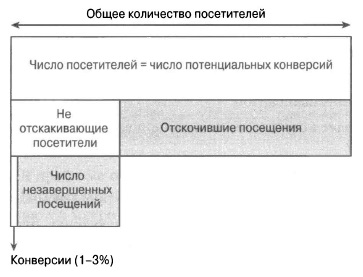 Общее количество посетителей
Число посетителей = число потенциальных конверсий
Не
отскакивающие
посетители
Отскочившие посещения
Число
незавершенных
посещений
Конверсии (1–3%)